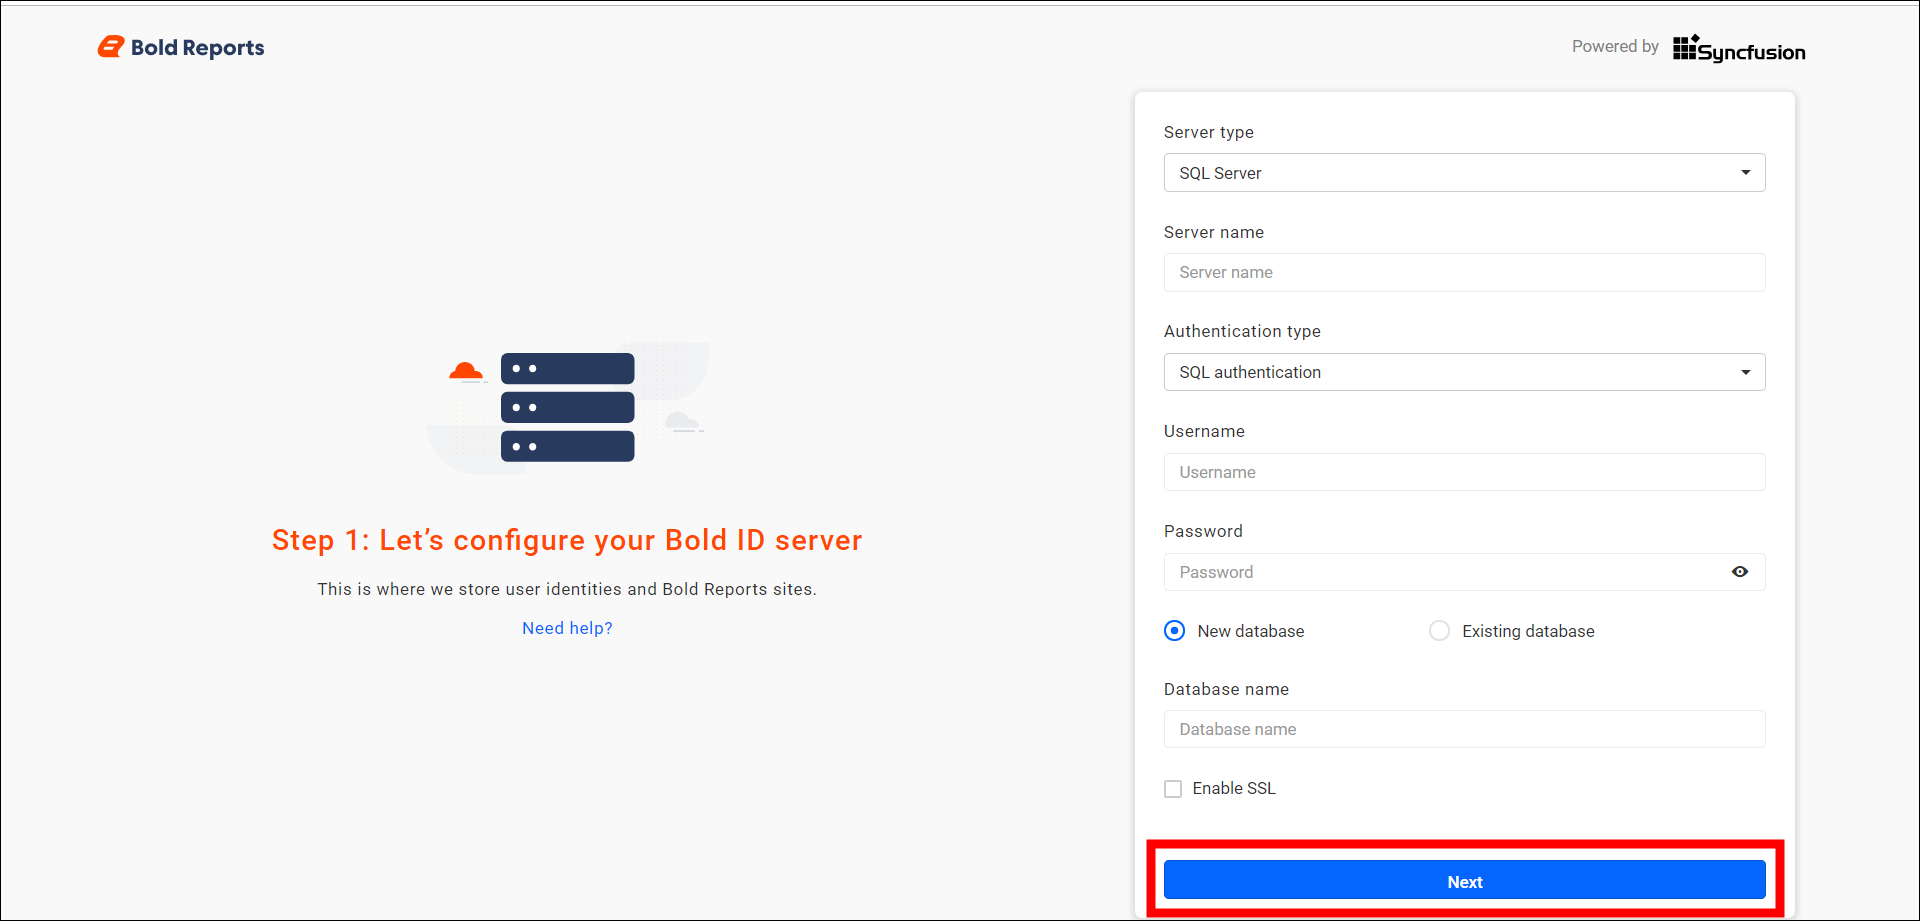 Bold Reports
Powered by Syncfusion
Server type
SQL Server
Server name
Server name
Authentication type
SQL authentication
Username
Username
Password
Password
New database
Existing database
Database name
Database name
Enable SSL
Next
Step 1: Let’s configure your Bold ID server
This is where we store user identities and Bold Reports sites.
Need help?